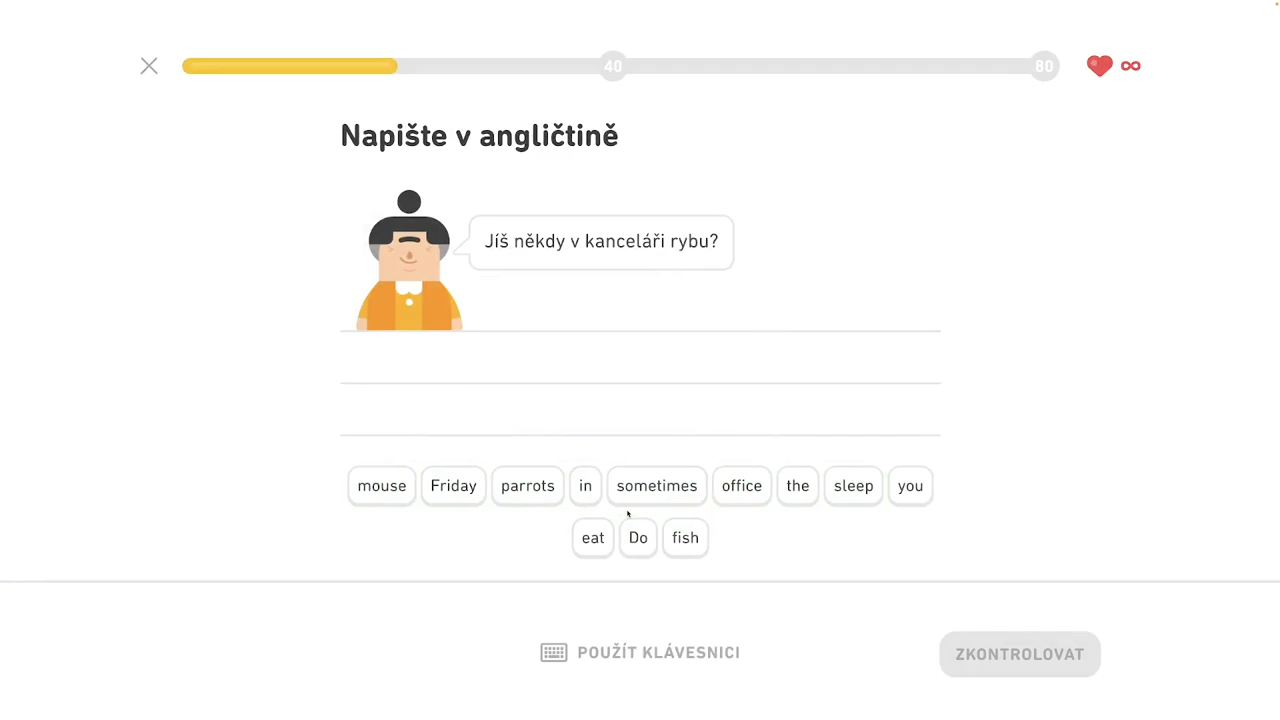 40
80
∞
Napište v angličtině
Jíš někdy v kanceláři rybu?
mouse Friday parrots in sometimes office the sleep you
eat Do fish
POUŽÍT KLÁVESNICI
ZKONTROLOVAT